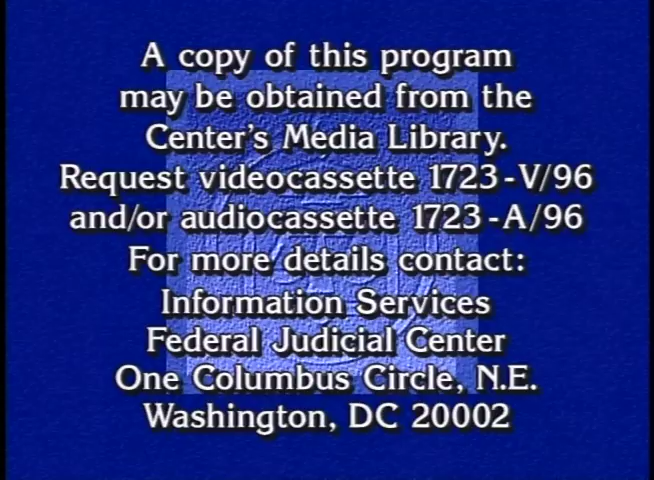 A copy of this program
may be obtained from the
Center's Media Library.
Request videocassette 1723-V/96
and/or audiocassette 1723-A/96
For more details contact:
Information Services
Federal Judicial Center
One Columbus Circle, N.E.
Washington, DC 20002